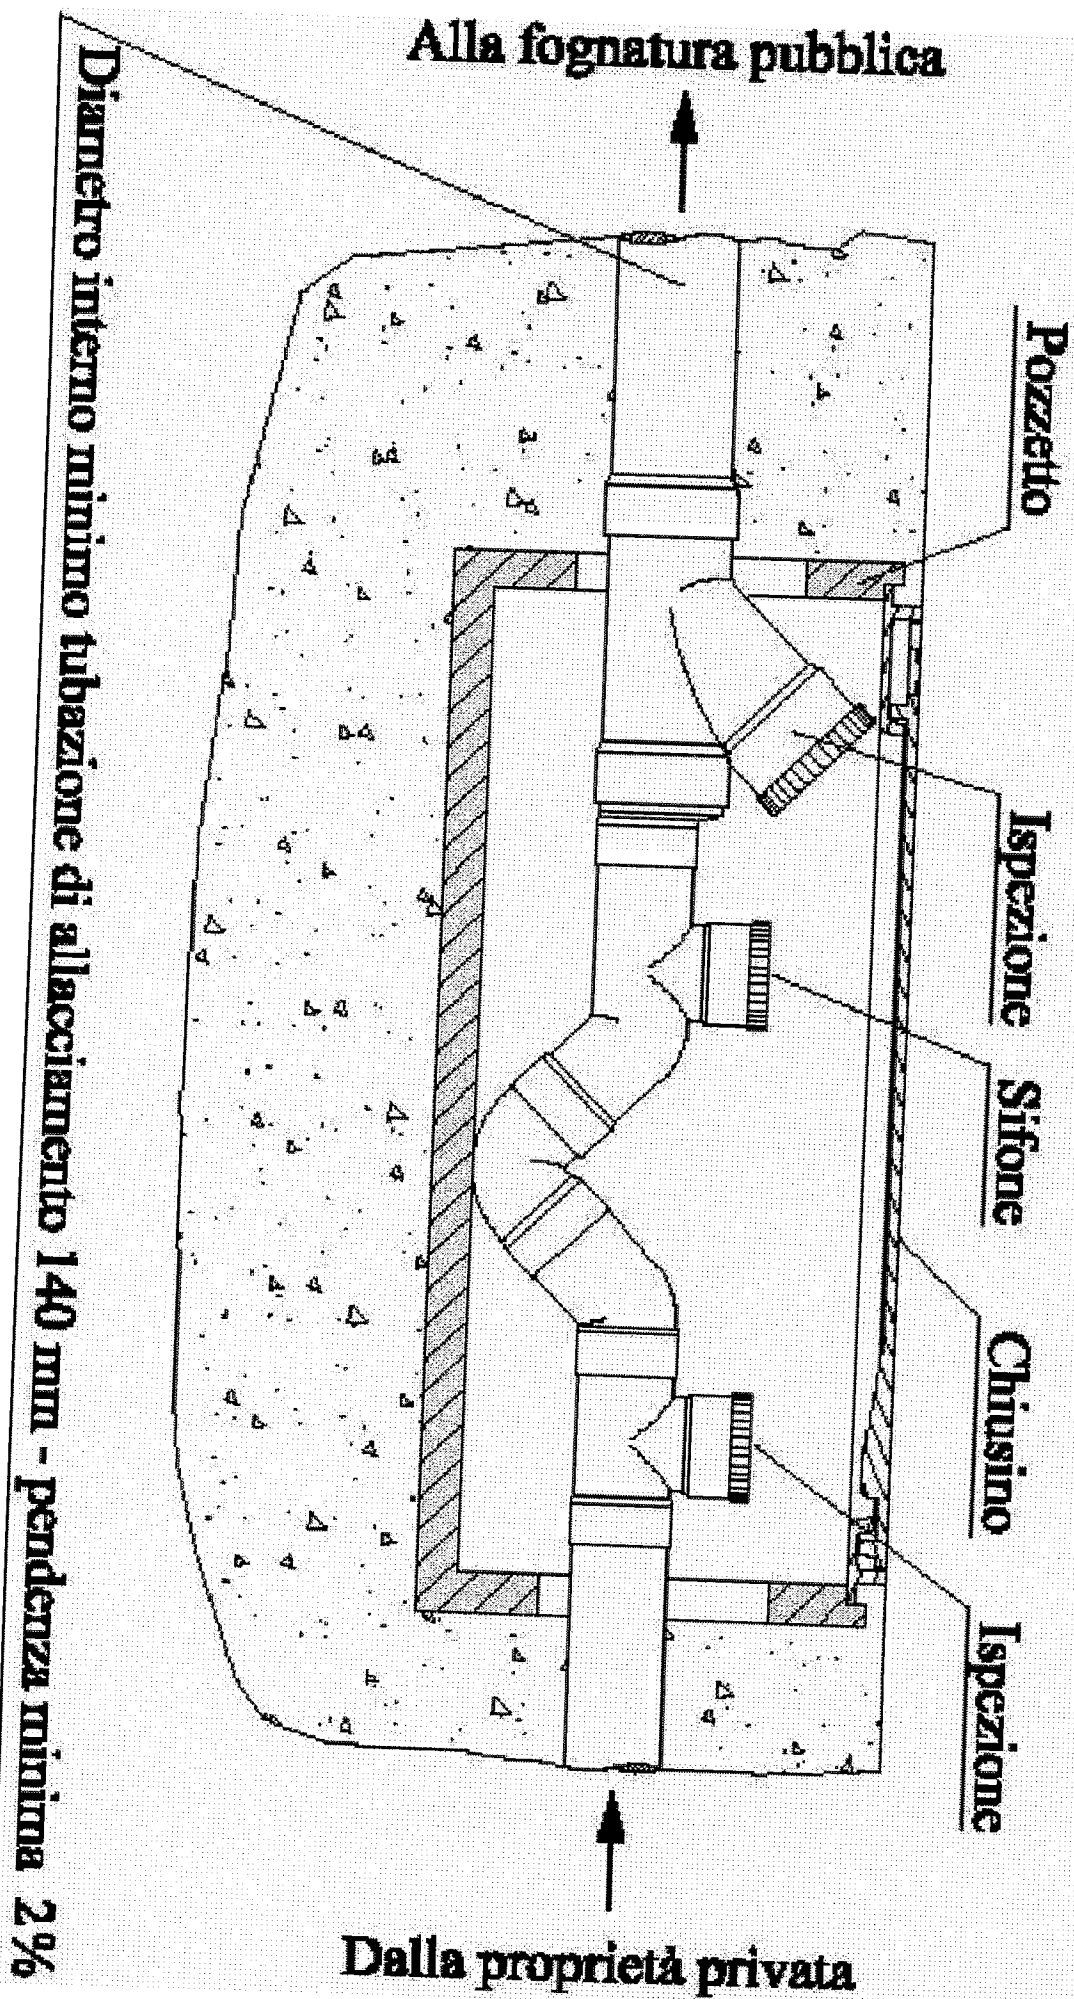 Alla fognatura pubblica
Pozzetto
Ispezione
Sifone
Chiusino
Ispezione
Dalla proprietà privata
Diametro interno minimo tubazione di allacciamento 140 mm - pendenza minima 2%